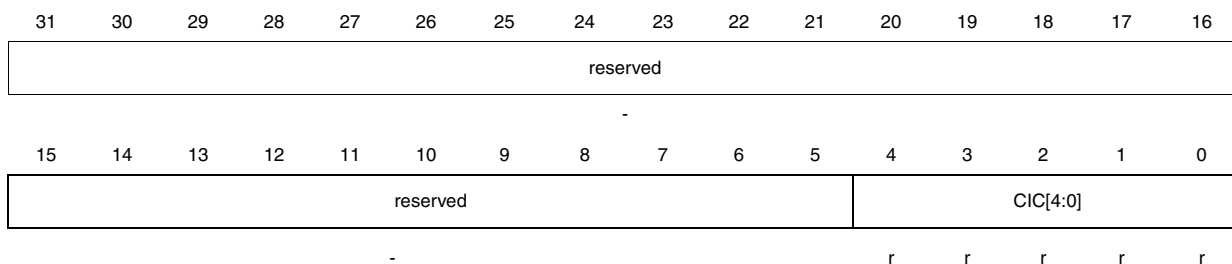 31 30 29 28 27 26 25 24 23 22 21 20 19 18 17 16
reserved
-
15 14 13 12 11 10 9 8 7 6 5 4 3 2 1 0
reserved CIC[4:0]
- r r r r r